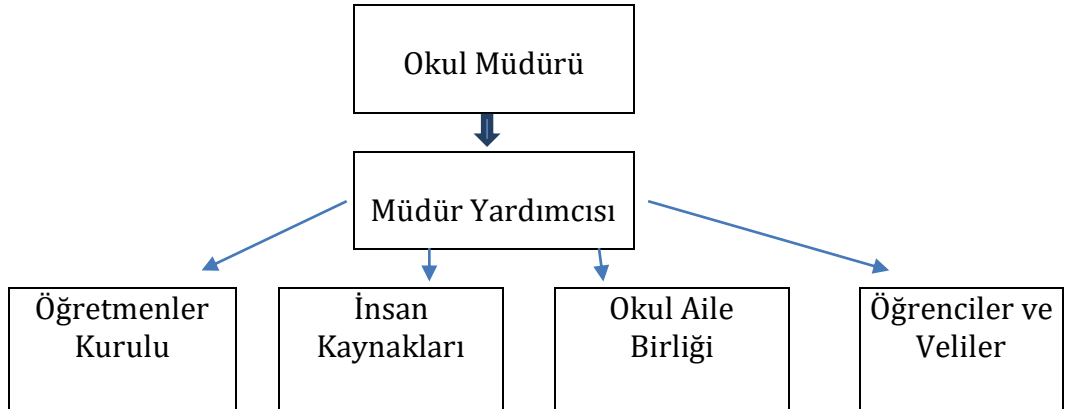 Okul Müdürü
Müdür Yardımcısı
Öğretmenler
Kurulu
İnsan
Kaynakları
Okul Aile
Birliği
Öğrenciler ve
Veliler